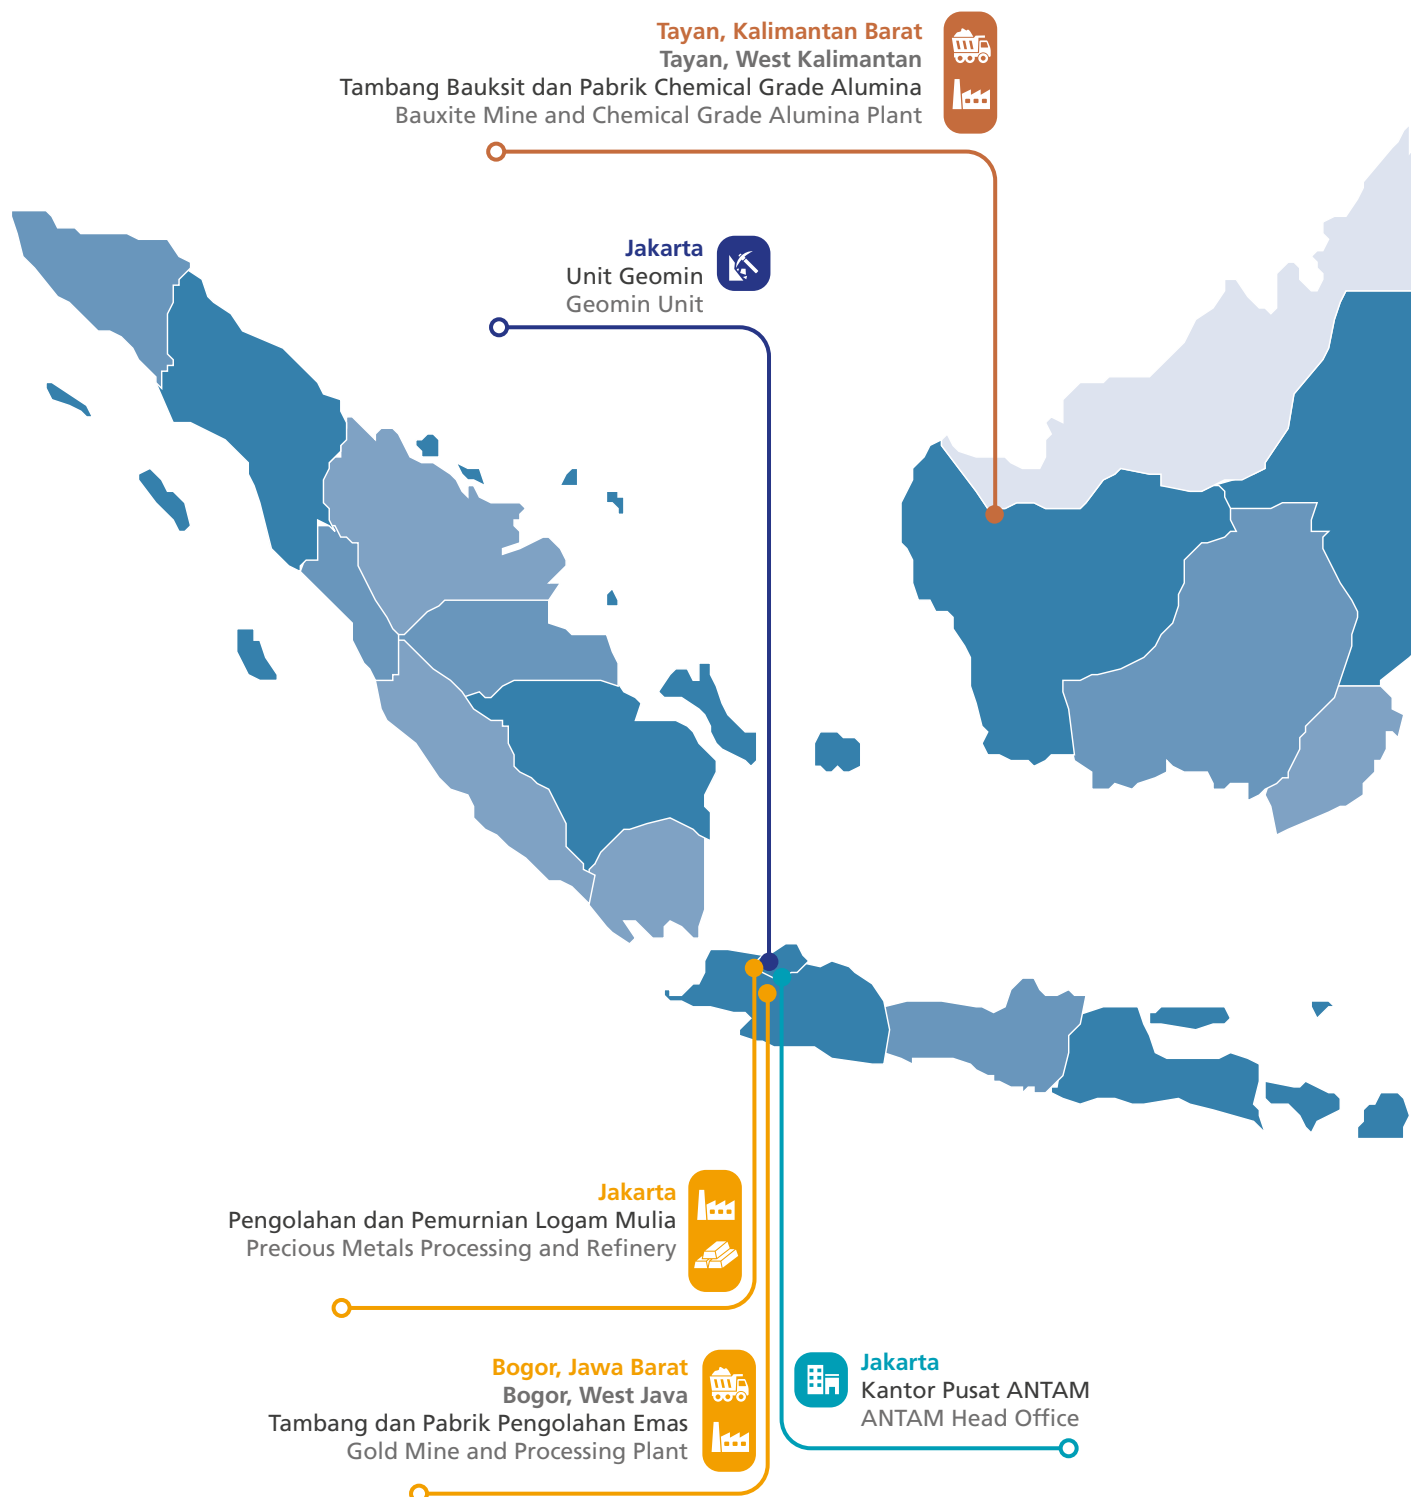 Tayan, Kalimantan Barat
Tayan, West Kalimantan
Tambang Bauksit dan Pabrik Chemical Grade Alumina
Bauxite Mine and Chemical Grade Alumina Plant
Jakarta
Unit Geomin
Geomin Unit
Jakarta
Pengolahan dan Pemurnian Logam Mulia
Precious Metals Processing and Refinery
Bogor, Jawa Barat
Bogor, West Java
Tambang dan Pabrik Pengolahan Emas
Gold Mine and Processing Plant
Jakarta
Kantor Pusat ANTAM
ANTAM Head Office